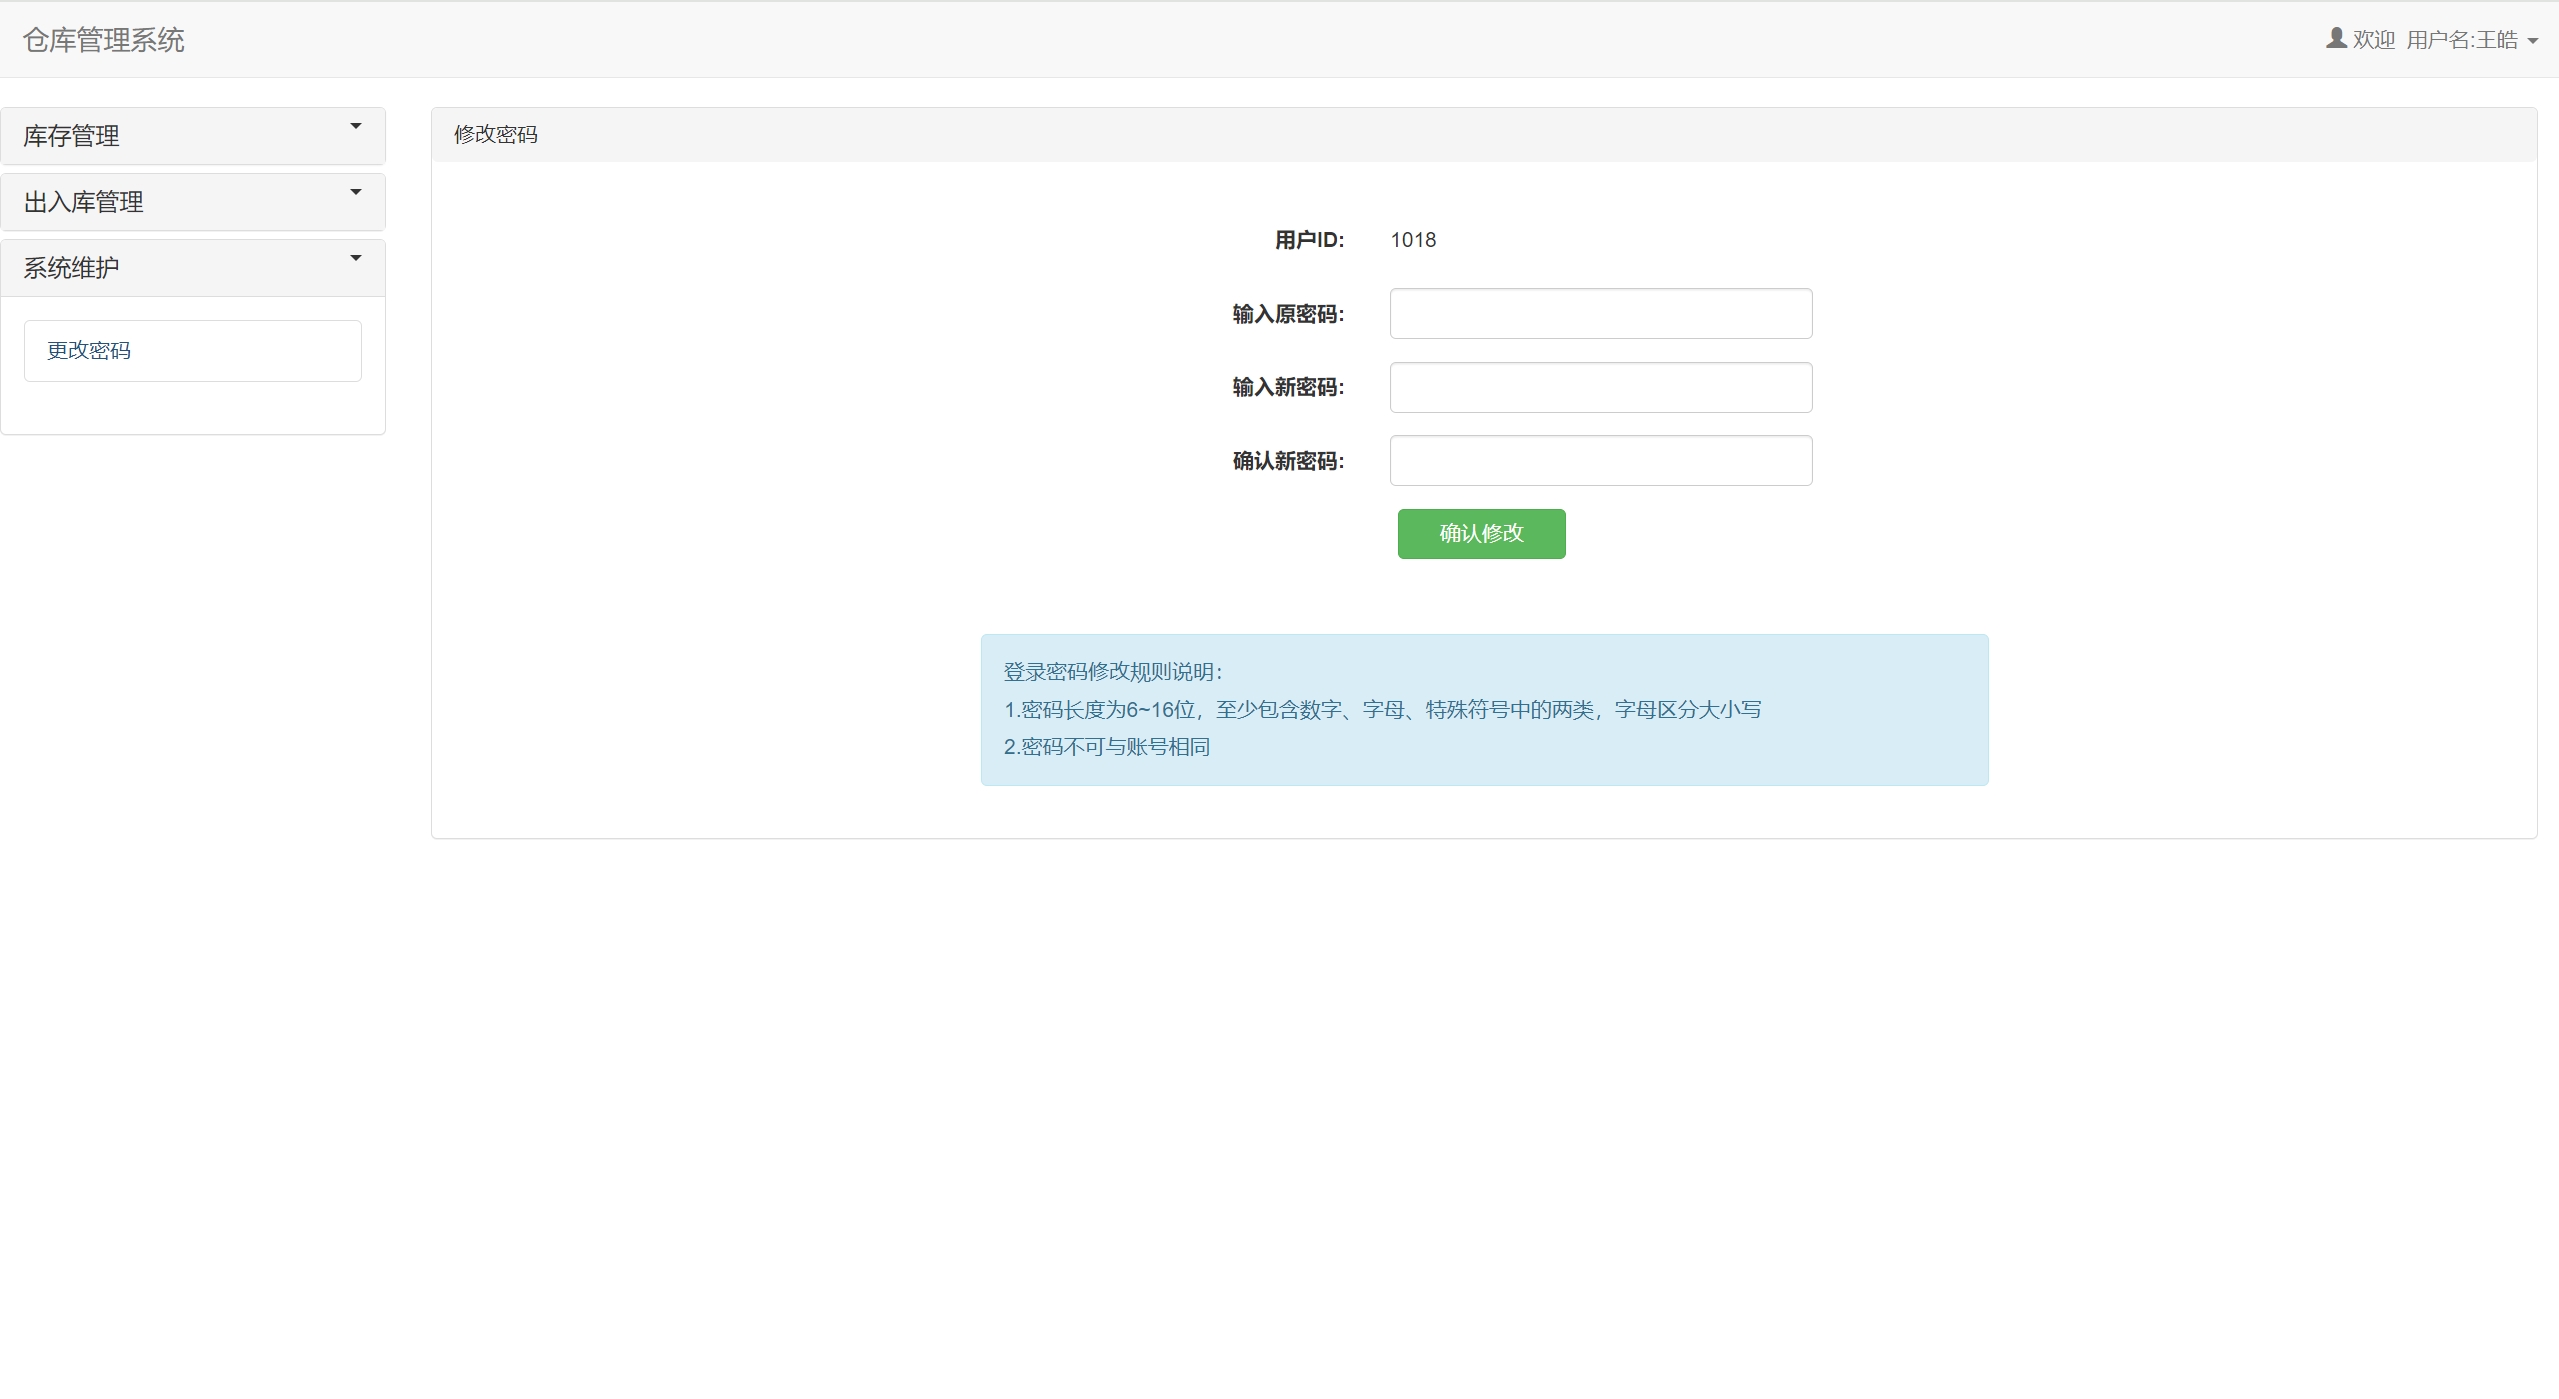 仓库管理系统
欢迎 用户名:王皓
库存管理
出入库管理
系统维护
更改密码
修改密码
用户ID: 1018
输入原密码:
输入新密码:
确认新密码:
确认修改
登录密码修改规则说明：
1.密码长度为6~16位，至少包含数字、字母、特殊符号中的两类，字母区分大小写
2.密码不可与账号相同